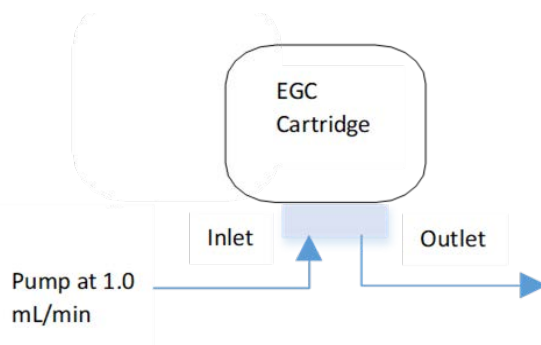 EGC
Cartridge
Inlet
Outlet
Pump at 1.0
mL/min